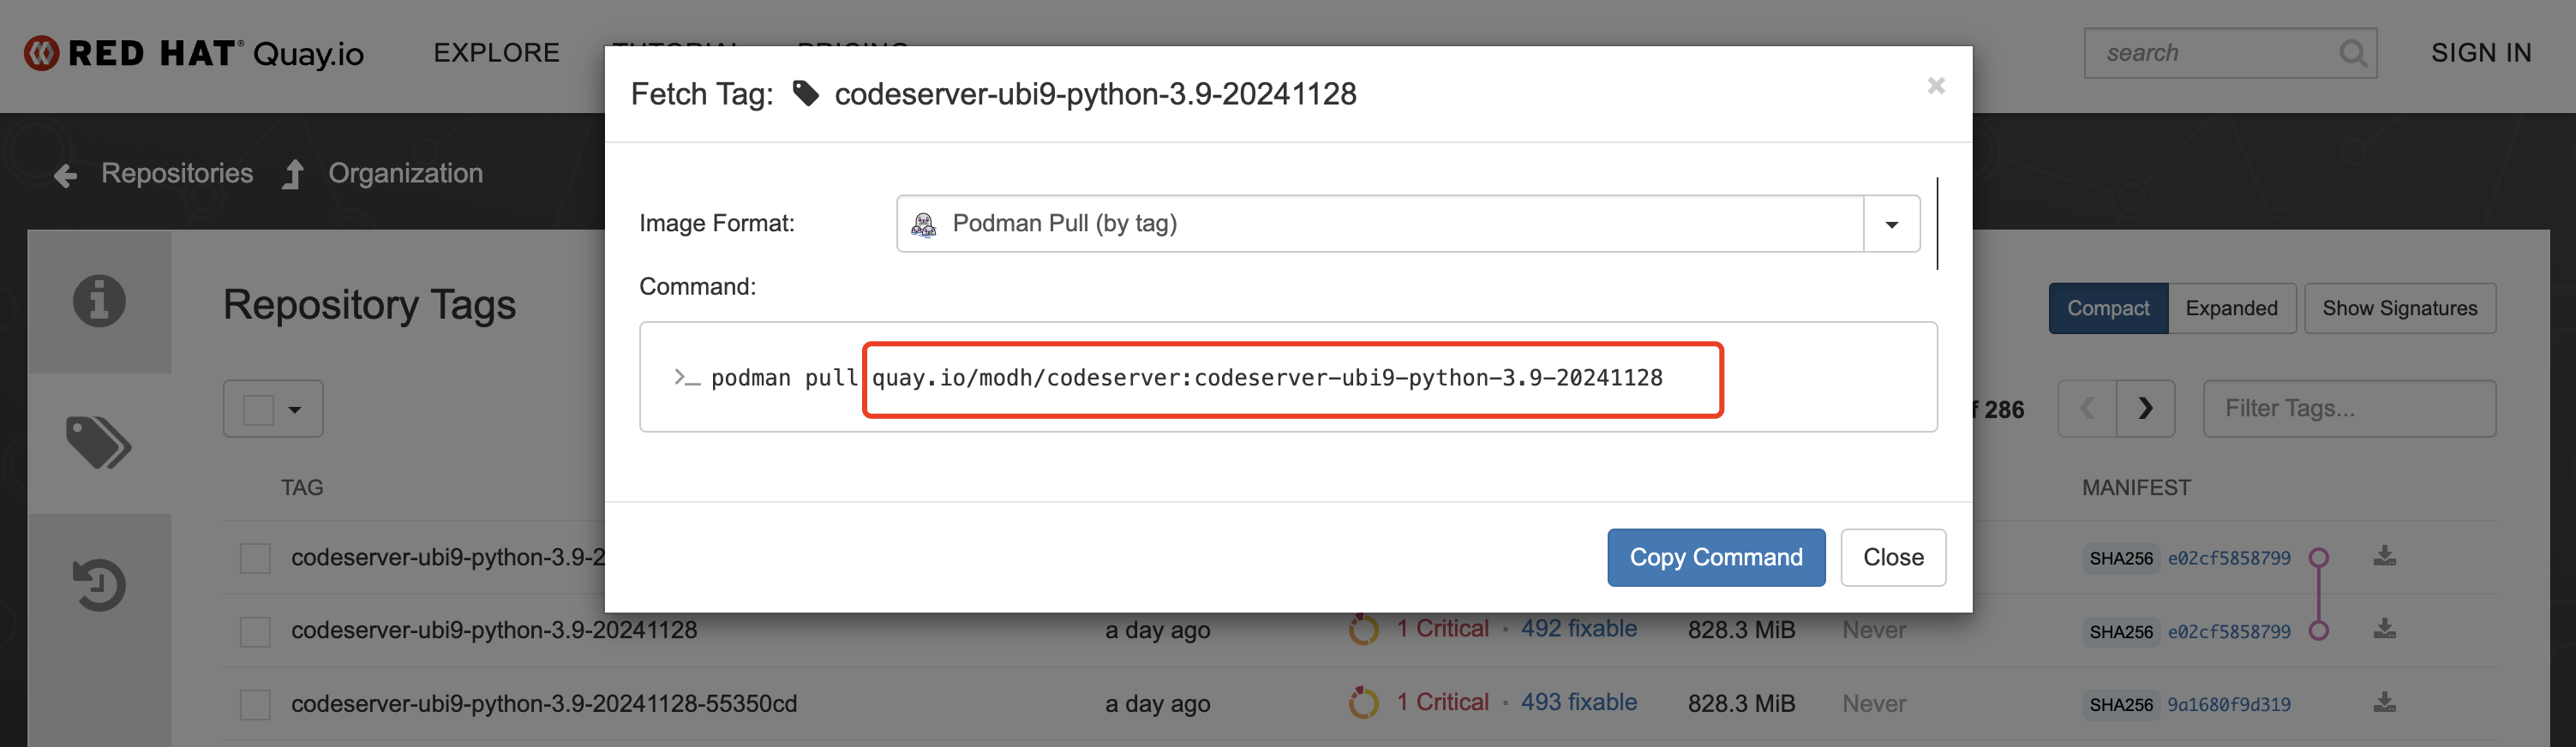 RED HAT® Quay.io
EXPLORE
search
SIGN IN
Fetch Tag: codeserver-ubi9-python-3.9-20241128
×
Repositories
Organization
Image Format:
Podman Pull (by tag)
Command:
>_ podman pull quay.io/modh/codeserver:codeserver-ubi9-python-3.9-20241128
Copy Command
Close
Repository Tags
Compact
Expanded
Show Signatures
286
Filter Tags...
TAG
MANIFEST
codeserver-ubi9-python-3.9-2
SHA256 e02cf5858799
codeserver-ubi9-python-3.9-20241128
a day ago
1 Critical · 492 fixable
828.3 MiB
Never
SHA256 e02cf5858799
codeserver-ubi9-python-3.9-20241128-55350cd
a day ago
1 Critical · 493 fixable
828.3 MiB
Never
SHA256 9a1680f9d319